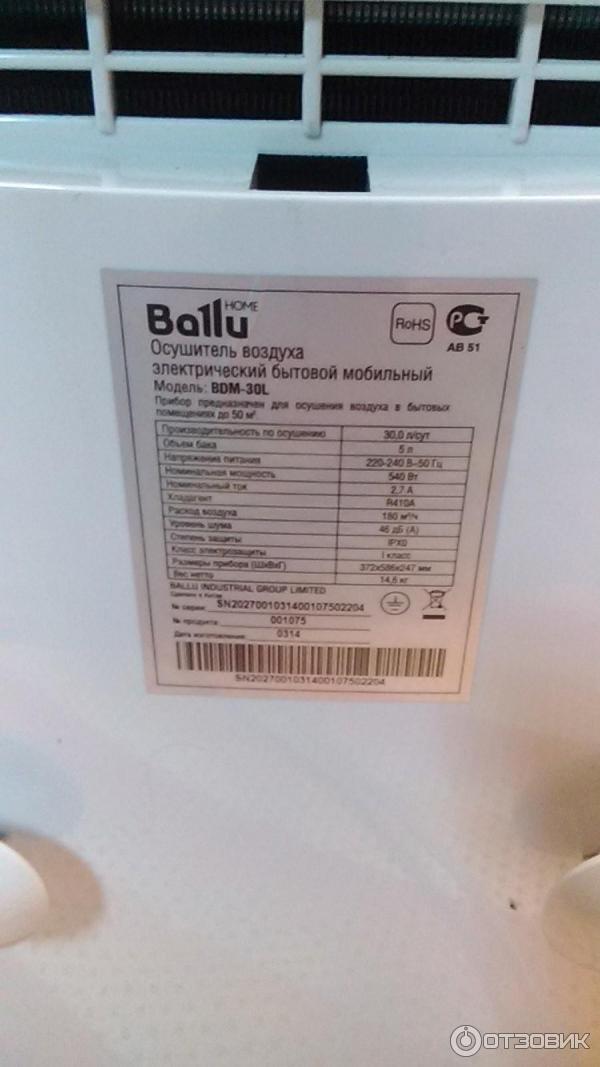 Ballu HOME
RoHS
РСТ
АВ 51
Осушитель воздуха
электрический бытовой мобильный
Модель: BDM-30L
Прибор предназначен для осушения воздуха в бытовых
помещениях до 50 м²
Производительность по осушению 30,0 л/сут
Объем бака 5 л
Напряжение питания 220-240 В~50 Гц
Номинальная мощность 540 Вт
Номинальный ток 2,7 А
Хладагент R410A
Расход воздуха 180 м³/ч
Уровень шума 46 дБ (А)
Степень защиты IPX0
Класс электрозащиты I класс
Размеры прибора (ШхВхГ) 372x586x247 мм
Вес нетто 14,5 кг
BALLU INDUSTRIAL GROUP LIMITED
Сделано в Китае
№ серии: SN2027001031400107502204
№ продукта: 001075
Дата изготовления: 0314
SN2027001031400107502204
ОТЗОВИК